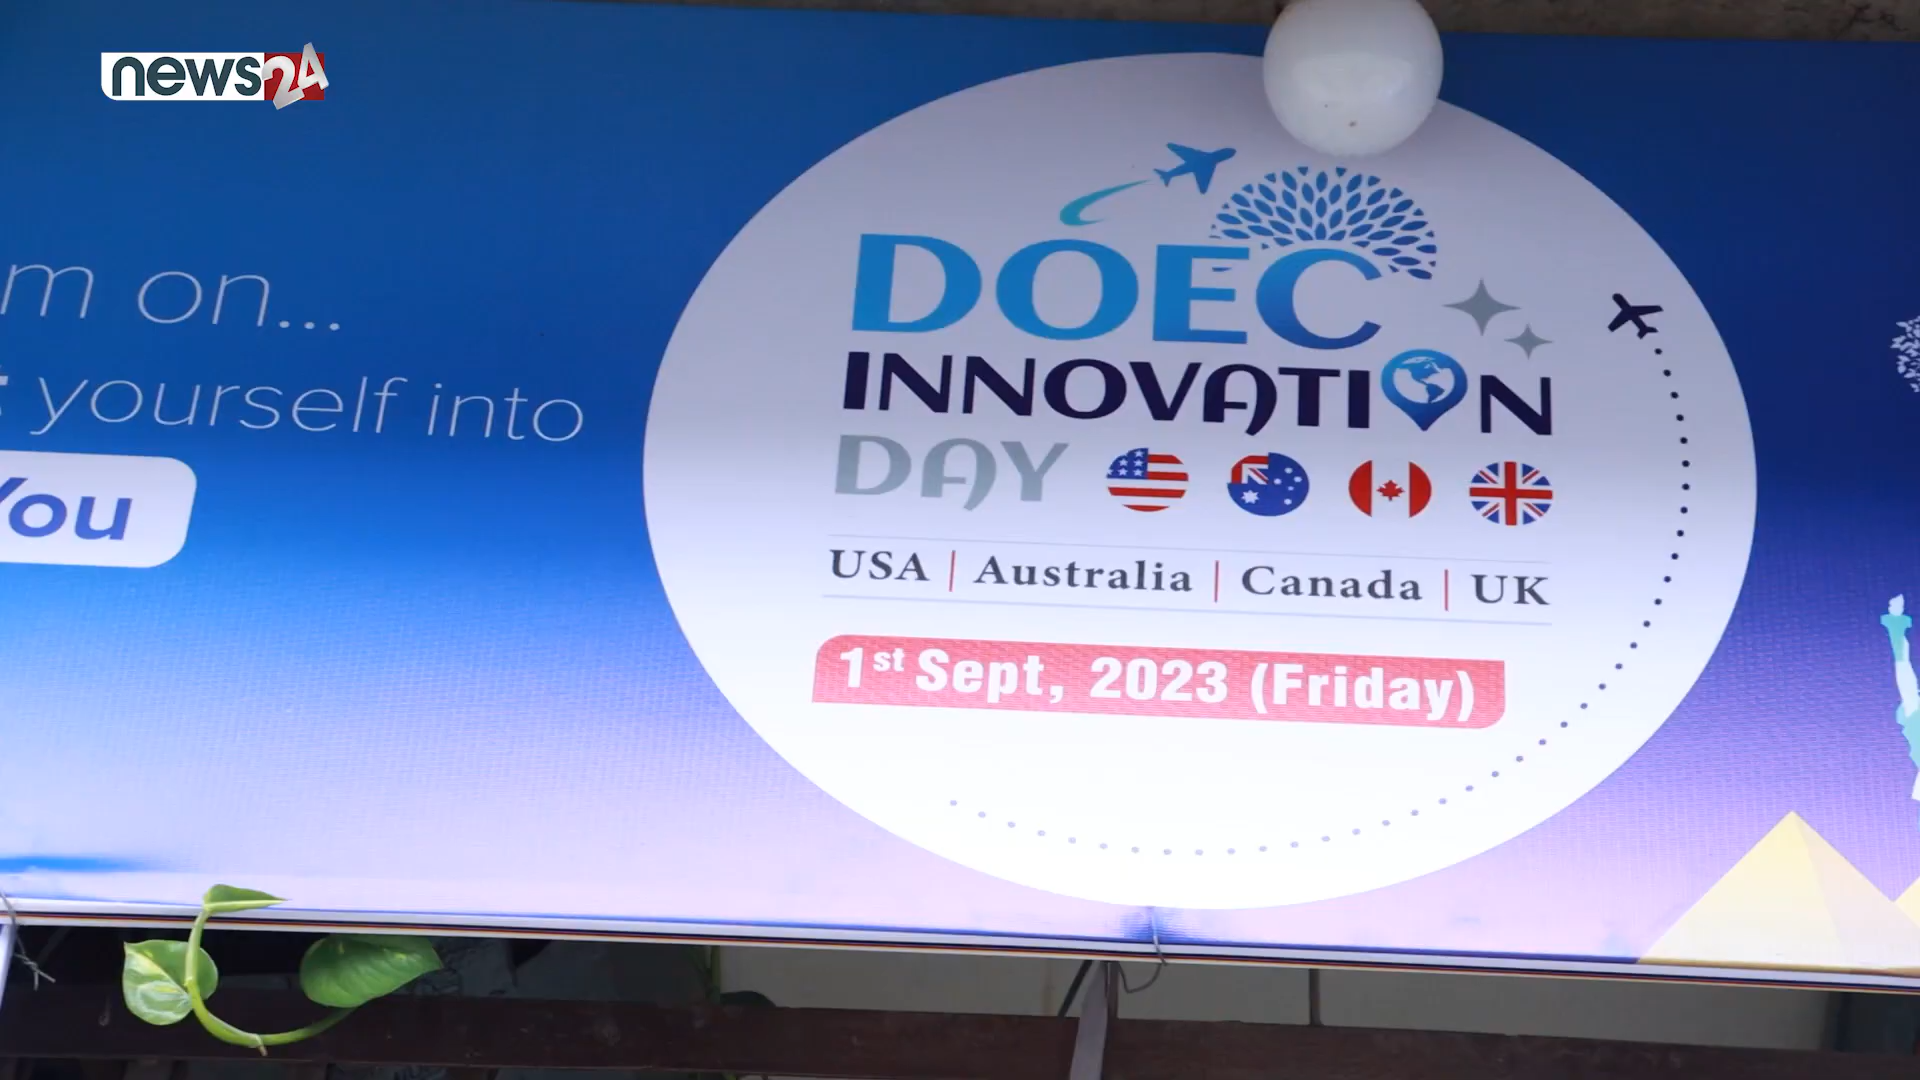 news24
m on...
yourself into
You
DOEC
INNOVATION
DAY
USA | Australia | Canada | UK
1st Sept, 2023 (Friday)